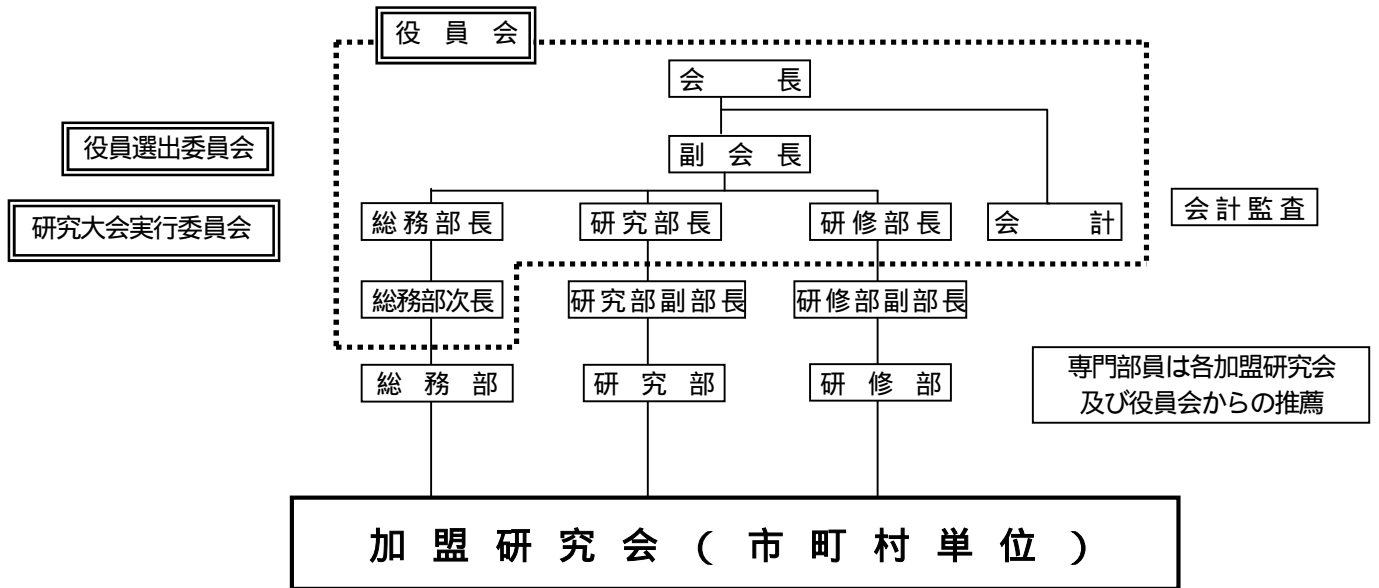 役員会
会長
役員選出委員会
副会長
研究大会実行委員会
総務部長
研究部長
研修部長
会計
会計監査
総務部次長
研究部副部長
研修部副部長
総務部
研究部
研修部
専門部員は各加盟研究会
及び役員会からの推薦
加盟研究会(市町村単位)